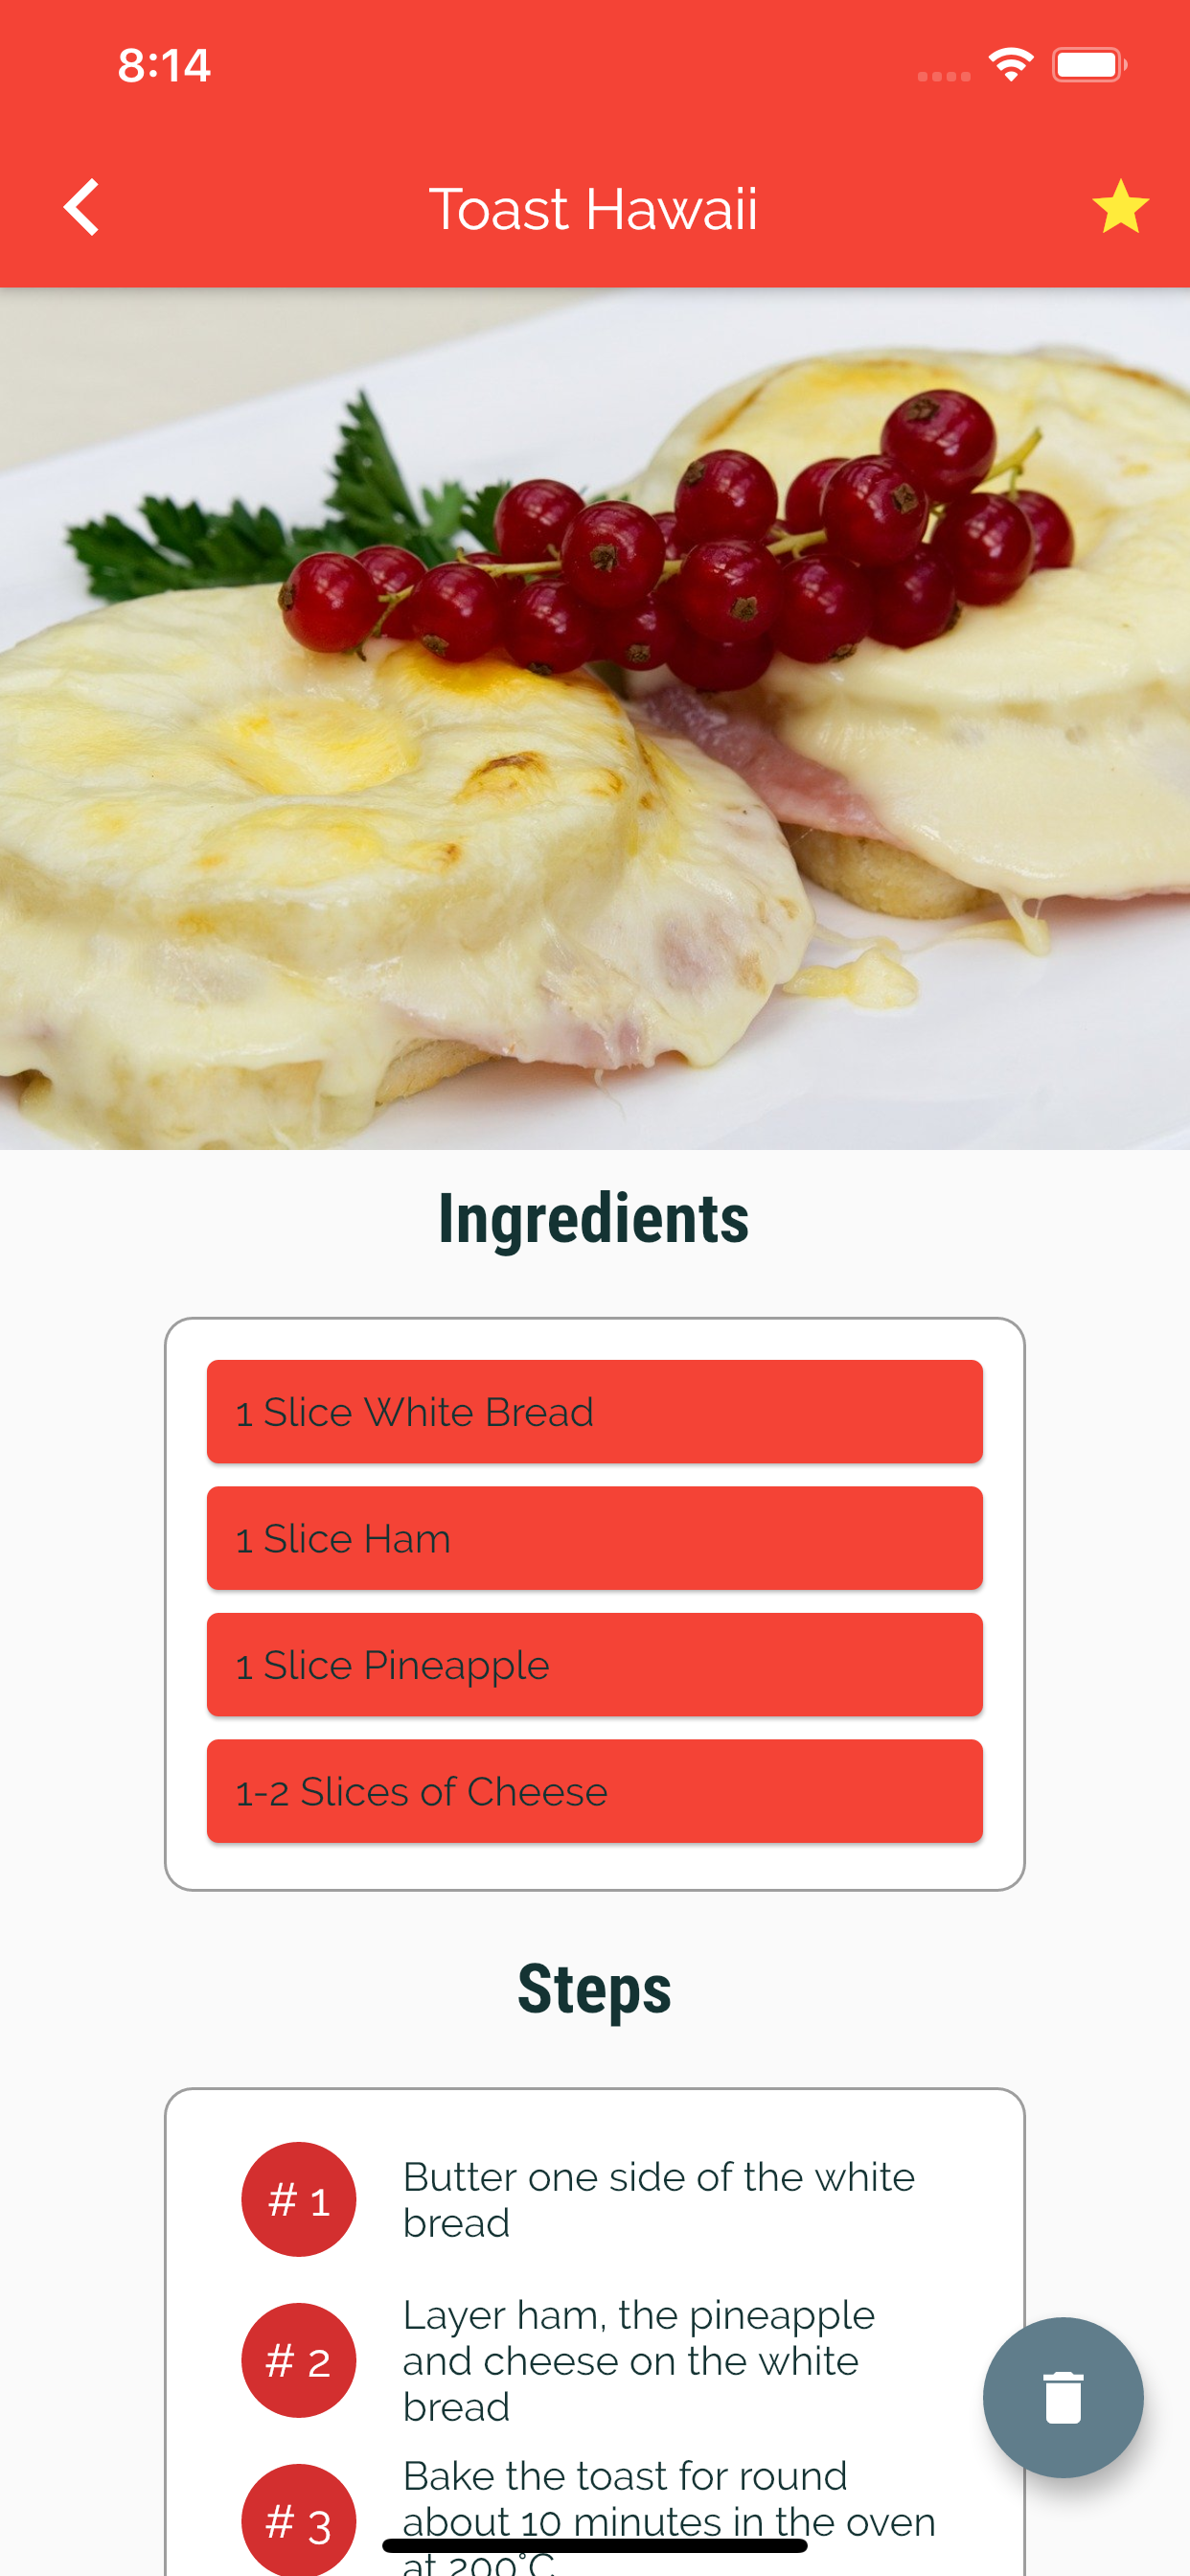 8:14
Toast Hawaii
Ingredients
1 Slice White Bread
1 Slice Ham
1 Slice Pineapple
1-2 Slices of Cheese
Steps
# 1
Butter one side of the white
bread
# 2
Layer ham, the pineapple
and cheese on the white
bread
# 3
Bake the toast for round
about 10 minutes in the oven
at 200°C